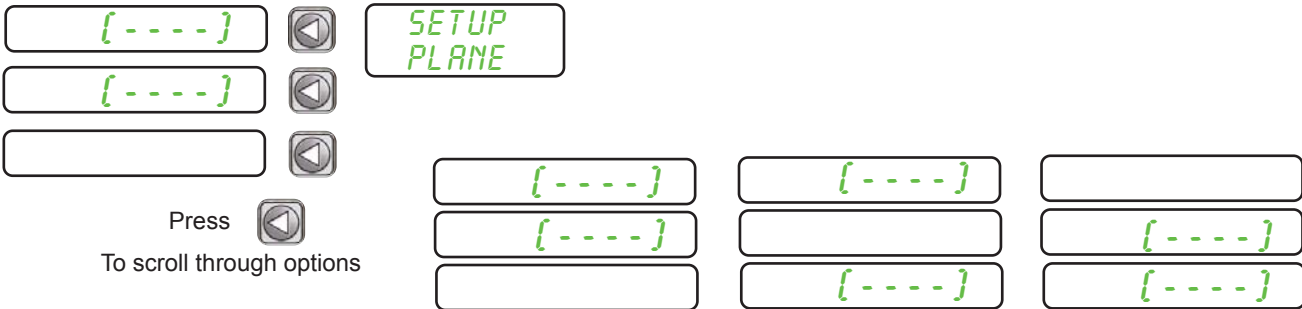 [----]
SETUP
PLANE
[----]
Press
To scroll through options
[----] [----]
[----] [----]
[----] [----]